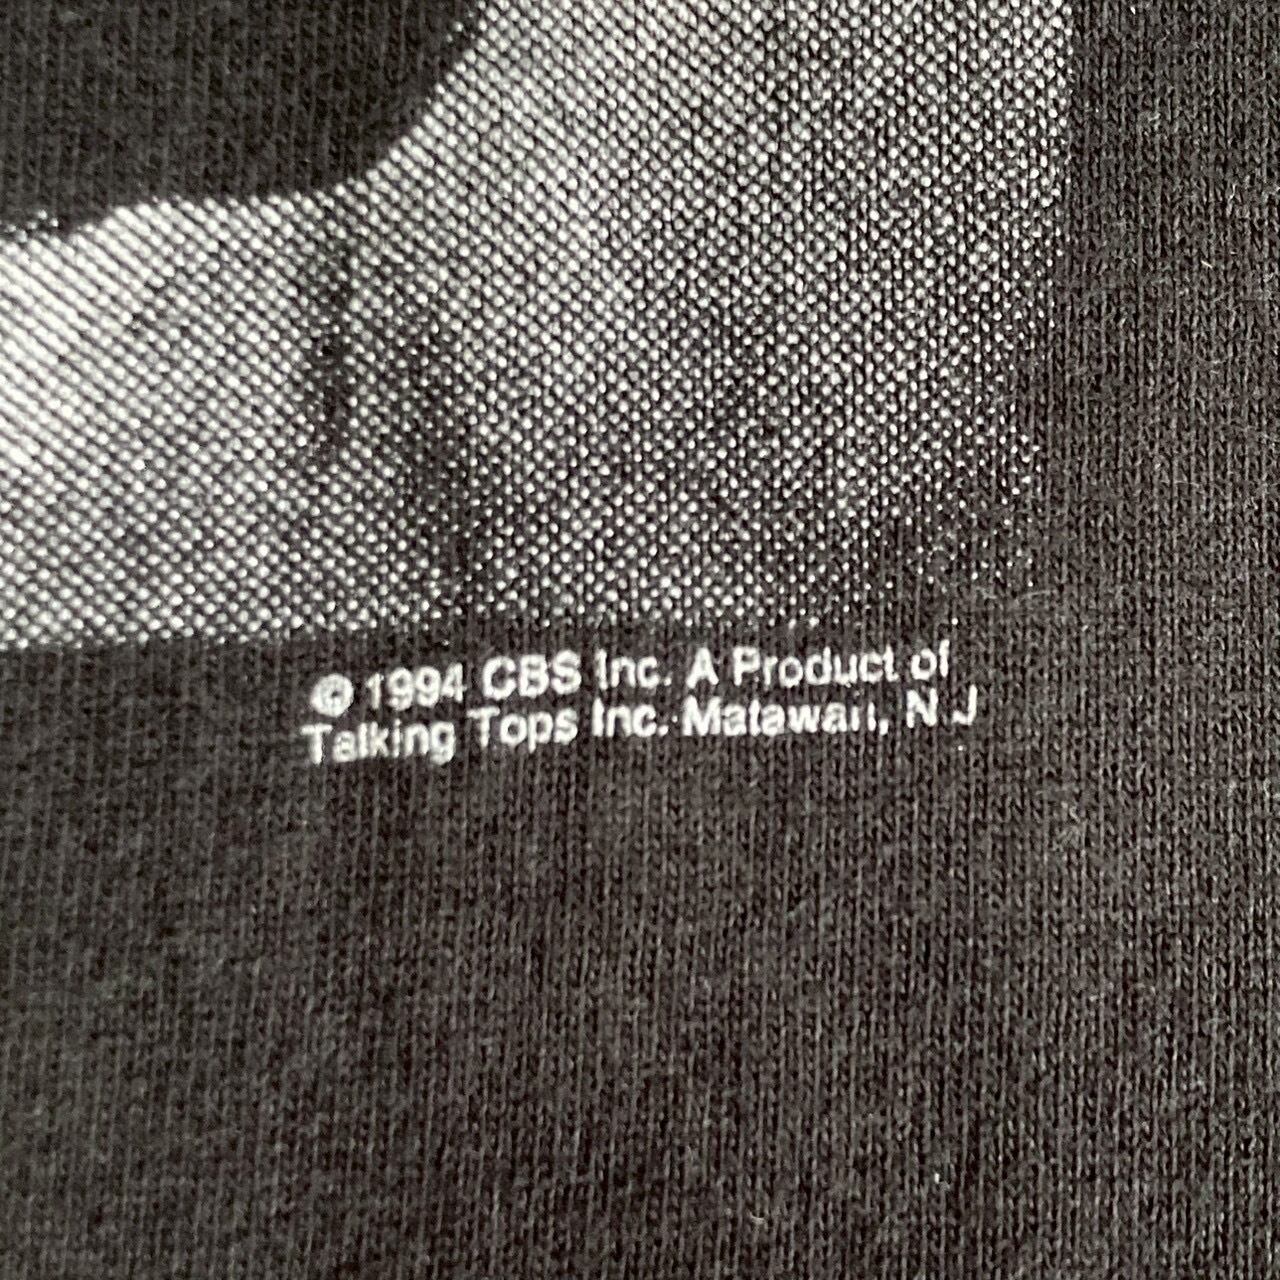 © 1994 CBS Inc. A Product of
Talking Tops Inc. Matawan, N.J